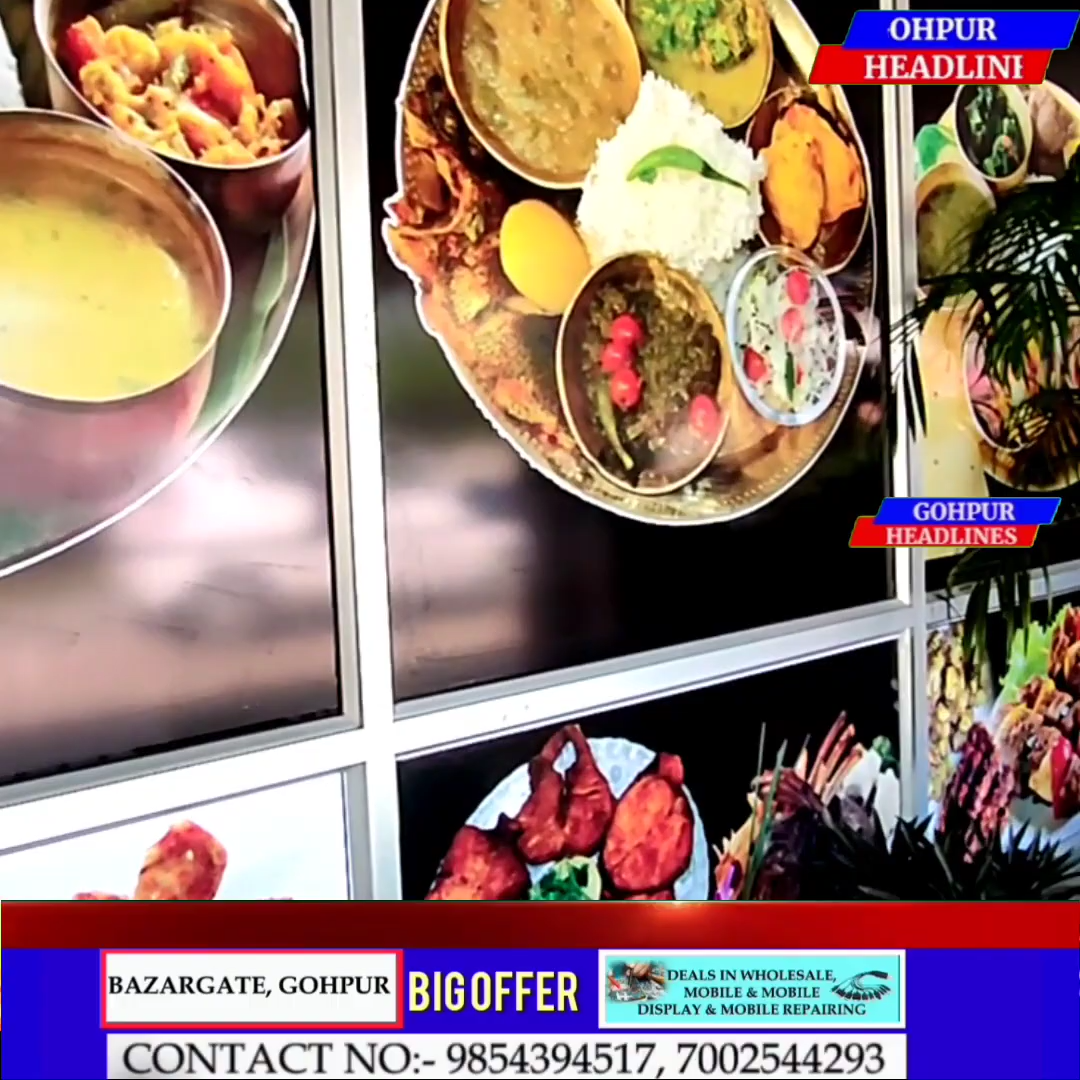 OHPUR
HEADLINE
GOHPUR
HEADLINES
BAZARGATE, GOHPUR
BIG OFFER
DEALS IN WHOLESALE,
MOBILE & MOBILE
DISPLAY & MOBILE REPAIRING
CONTACT NO:- 9854394517, 7002544293